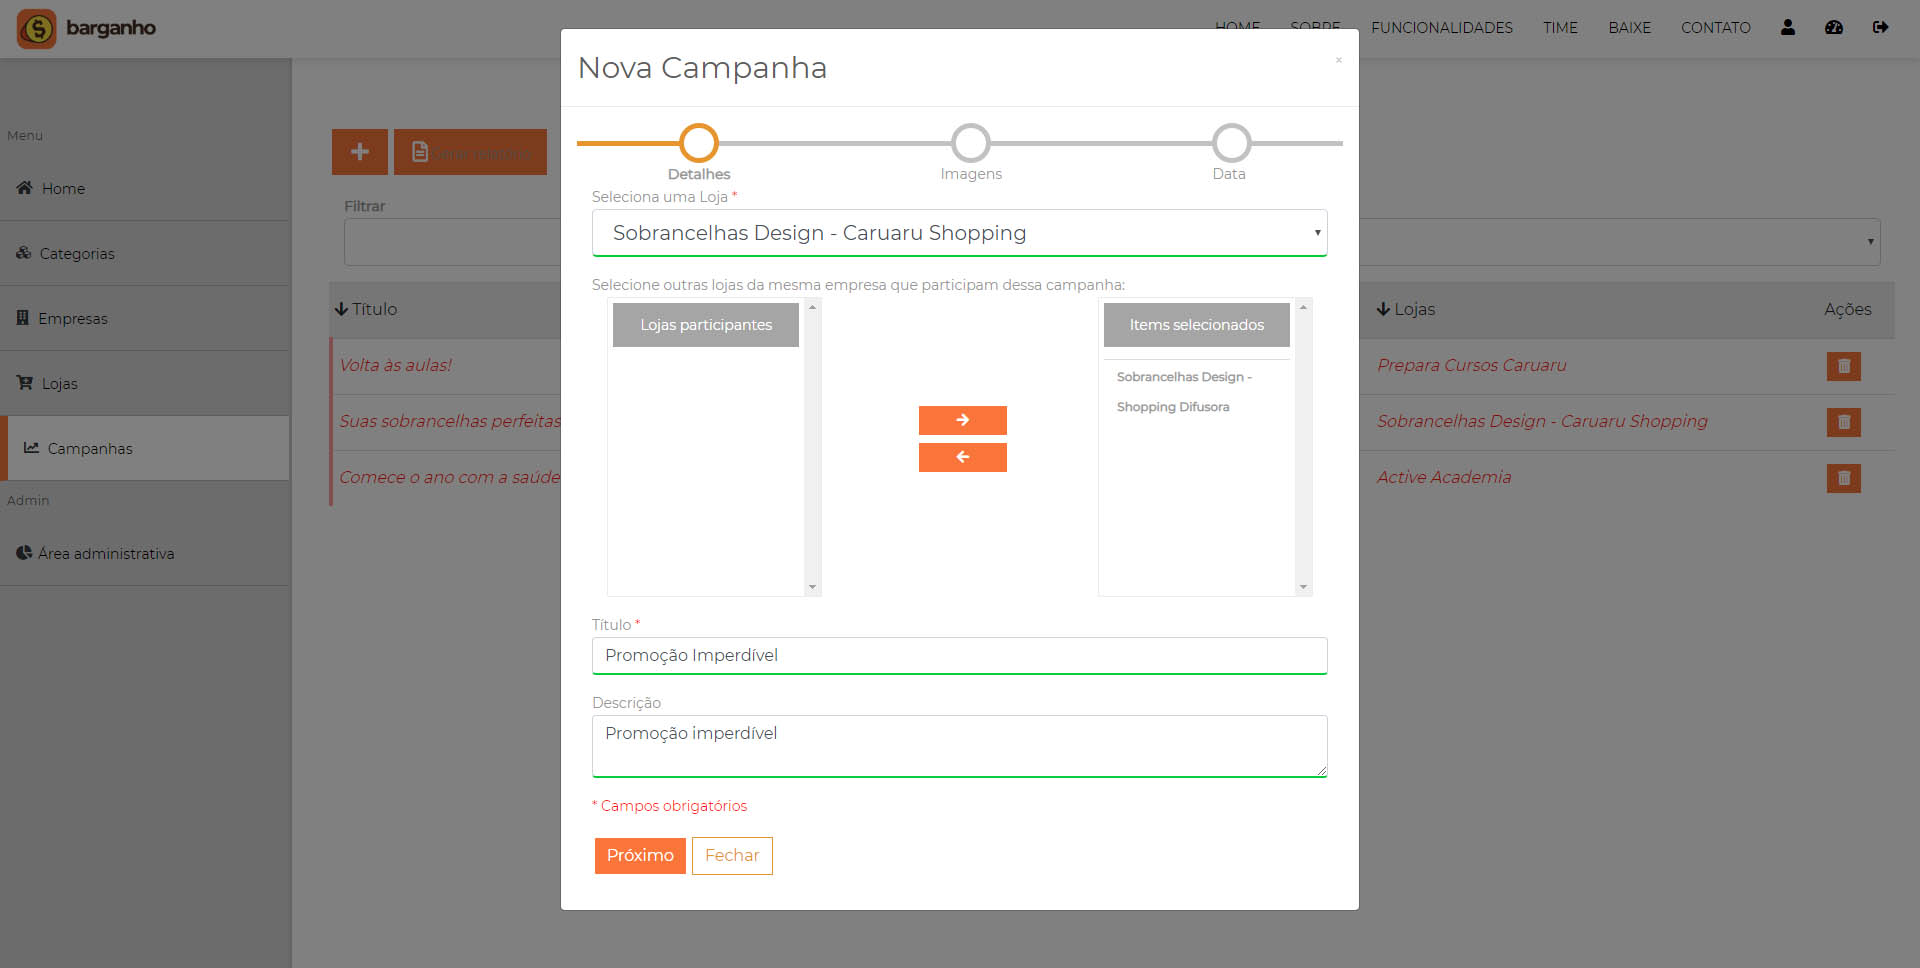 barganho
HOME SOBRE FUNCIONALIDADES TIME BAIXE CONTATO
Menu
Home
Categorias
Empresas
Lojas
Campanhas
Admin
Área administrativa
Filtrar
Título Lojas Ações
Volta às aulas! Prepara Cursos Caruaru
Suas sobrancelhas perfeitas Sobrancelhas Design - Caruaru Shopping
Comece o ano com a saúde Active Academia
Nova Campanha ×
Detalhes Imagens Data
Seleciona uma Loja *
Sobrancelhas Design - Caruaru Shopping
Selecione outras lojas da mesma empresa que participam dessa campanha:
Lojas participantes Items selecionados
Sobrancelhas Design -
Shopping Difusora
Título *
Promoção Imperdível
Descrição
Promoção imperdível
* Campos obrigatórios
Próximo Fechar